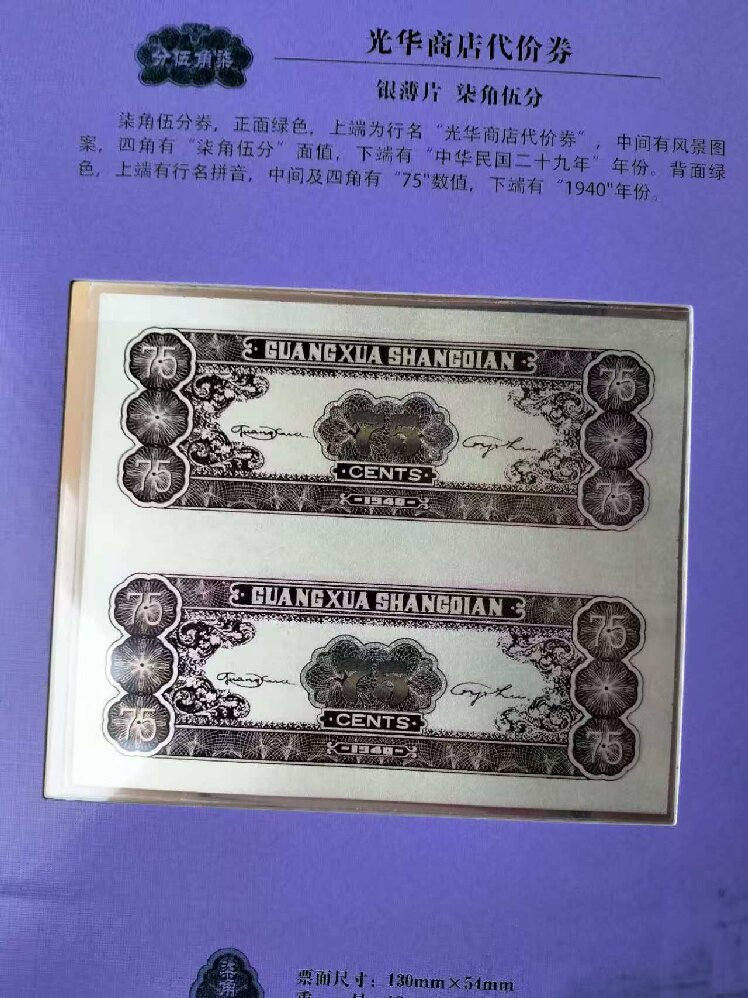 分伍角柒
光华商店代价券
银薄片 柒角伍分
柒角伍分券，正面绿色，上端为行名“光华商店代价券”，中间有风景图
案，四角有“柒角伍分”面值，下端有“中华民国二十九年”年份。背面绿
色，上端有行名拼音，中间及四角有“75"数值，下端有“1940"年份。
GUANGXUA SHANGDIAN
75
75
75
CENTS
75
75
1940
GUANGXUA SHANGDIAN
75
75
75
CENTS
75
75
1940
柒角
票面尺寸：130mm×54mm